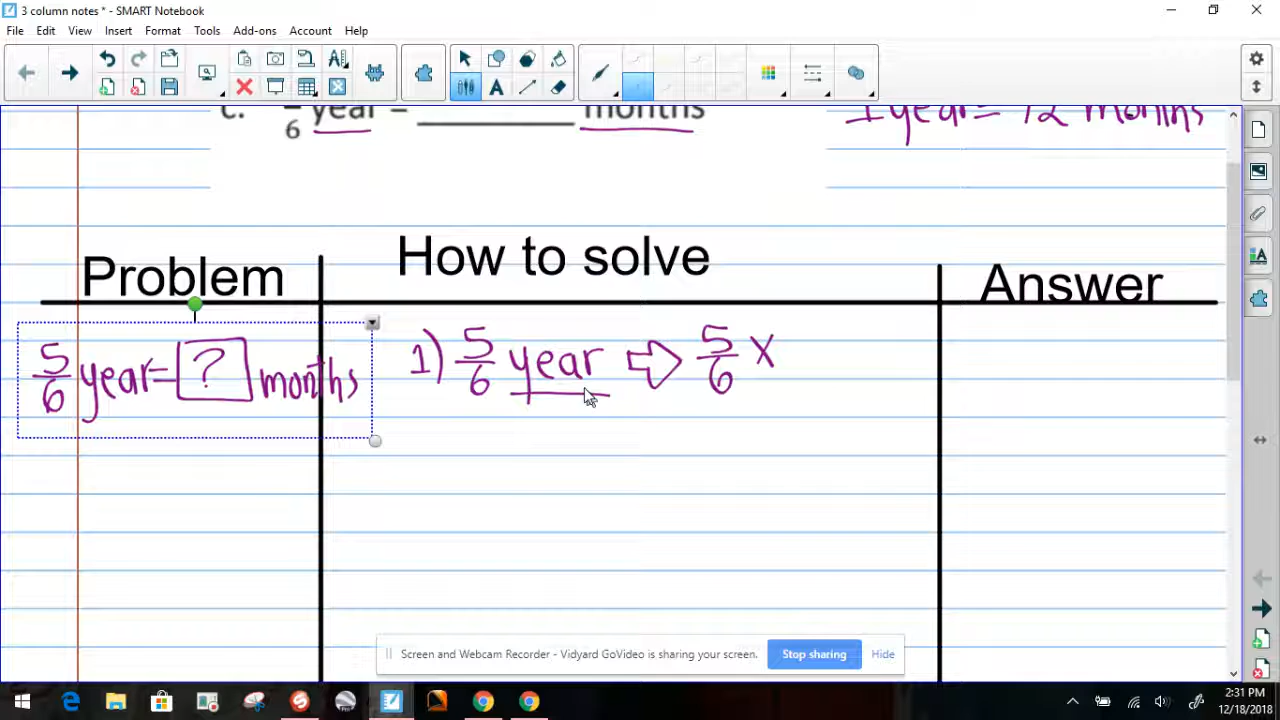 3 column notes * - SMART Notebook
File Edit View Insert Format Tools Add-ons Account Help
c. 6 year = __________ months
1 year = 12 months
Problem
How to solve
Answer
5/6 year = ? months
1) 5/6 year ⇨ 5/6 x
Screen and Webcam Recorder - Vidyard GoVideo is sharing your screen. Stop sharing Hide
2:31 PM
12/18/2018